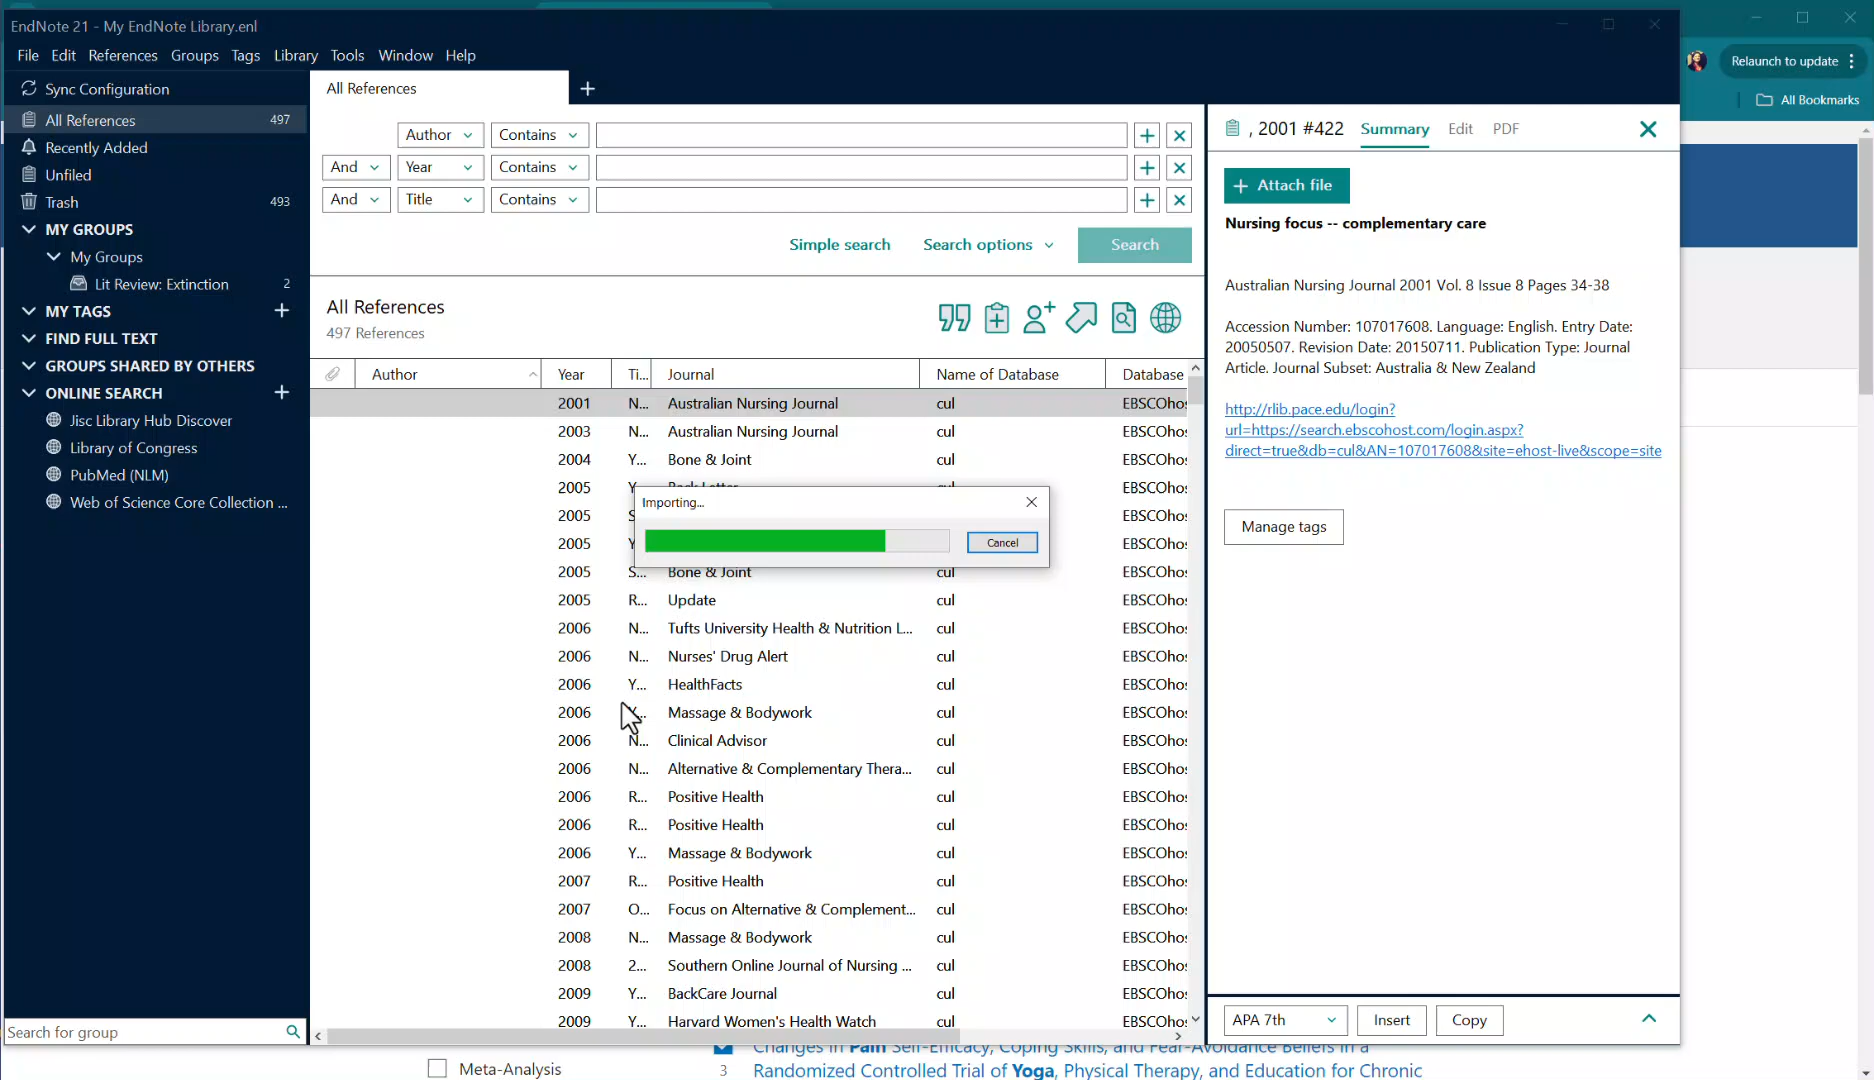 EndNote 21 - My EndNote Library.enl
File Edit References Groups Tags Library Tools Window Help
Relaunch to update
All Bookmarks
Sync Configuration
All References 497
Recently Added
Unfiled
Trash 493
MY GROUPS
My Groups
Lit Review: Extinction 2
MY TAGS
FIND FULL TEXT
GROUPS SHARED BY OTHERS
ONLINE SEARCH
Jisc Library Hub Discover
Library of Congress
PubMed (NLM)
Web of Science Core Collection ...
Search for group
All References
Author Contains
And Year Contains
And Title Contains
Simple search Search options Search
All References
497 References
Author Year Ti... Journal Name of Database Database
2001 N... Australian Nursing Journal cul EBSCOhos
2003 N... Australian Nursing Journal cul EBSCOhos
2004 Y... Bone & Joint cul EBSCOhos
2005 Y... Back Letter cul EBSCOhos
2005 S EBSCOhos
2005 Y EBSCOhos
2005 S... Bone & Joint cul EBSCOhos
2005 R... Update cul EBSCOhos
2006 N... Tufts University Health & Nutrition L... cul EBSCOhos
2006 N... Nurses' Drug Alert cul EBSCOhos
2006 Y... HealthFacts cul EBSCOhos
2006 Y... Massage & Bodywork cul EBSCOhos
2006 N... Clinical Advisor cul EBSCOhos
2006 N... Alternative & Complementary Thera... cul EBSCOhos
2006 R... Positive Health cul EBSCOhos
2006 R... Positive Health cul EBSCOhos
2006 Y... Massage & Bodywork cul EBSCOhos
2007 R... Positive Health cul EBSCOhos
2007 O... Focus on Alternative & Complement... cul EBSCOhos
2008 N... Massage & Bodywork cul EBSCOhos
2008 2... Southern Online Journal of Nursing ... cul EBSCOhos
2009 Y... BackCare Journal cul EBSCOhos
2009 Y... Harvard Women's Health Watch cul EBSCOhos
Importing...
Cancel
, 2001 #422 Summary Edit PDF
+ Attach file
Nursing focus -- complementary care
Australian Nursing Journal 2001 Vol. 8 Issue 8 Pages 34-38
Accession Number: 107017608. Language: English. Entry Date:
20050507. Revision Date: 20150711. Publication Type: Journal
Article. Journal Subset: Australia & New Zealand
http://rlib.pace.edu/login?
url=https://search.ebscohost.com/login.aspx?
direct=true&db=cul&AN=107017608&site=ehost-live&scope=site
Manage tags
APA 7th Insert Copy
Changes in Pain Self-Efficacy, Coping Skills, and Fear-Avoidance Beliefs in a
Meta-Analysis
3 Randomized Controlled Trial of Yoga, Physical Therapy, and Education for Chronic